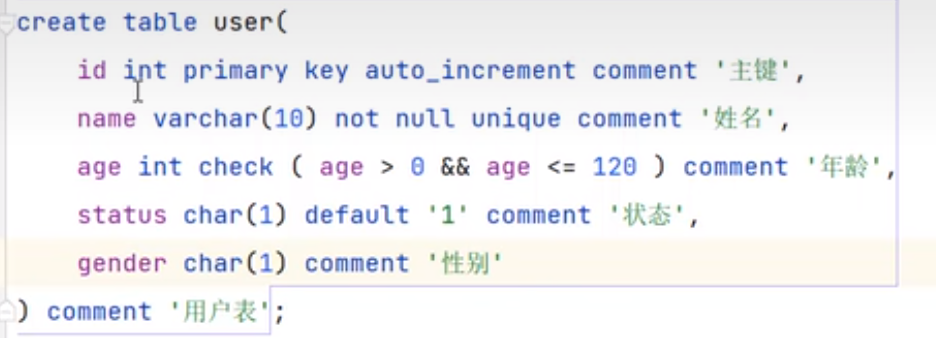 create table user(
    id int primary key auto_increment comment '主键',
    name varchar(10) not null unique comment '姓名',
    age int check ( age > 0 && age <= 120 ) comment '年龄',
    status char(1) default '1' comment '状态',
    gender char(1) comment '性别'
) comment '用户表';